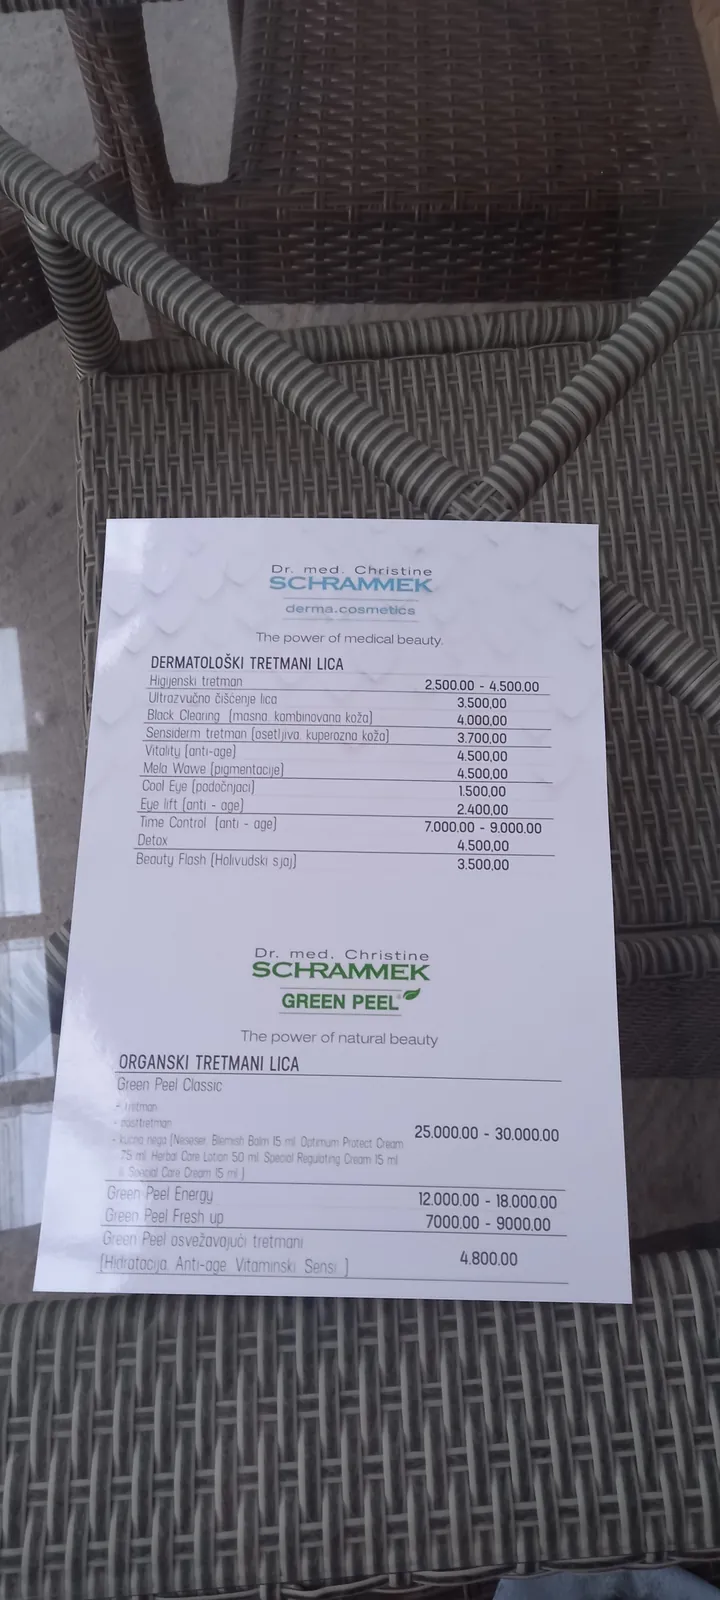 Dr. med. Christine
SCHRAMMEK
derma.cosmetics
The power of medical beauty.
DERMATOLOŠKI TRETMANI LICA
Higijenski tretman 2.500.00 - 4.500.00
Ultrazvučno čišćenje lica 3.500,00
Black Clearing (masna, kombinovana koža) 4.000.00
Sensiderm tretman (osetljiva, kuperozna koža) 3.700.00
Vitality (anti-age) 4.500.00
Mela Wawe (pigmentacije) 4.500.00
Cool Eye (podočnjaci) 1.500,00
Eye lift (anti - age) 2.400,00
Time Control (anti - age) 7.000.00 - 9.000.00
Detox 4.500,00
Beauty Flash (Holivudski sjaj) 3.500,00
Dr. med. Christine
SCHRAMMEK
GREEN PEEL®
The power of natural beauty
ORGANSKI TRETMANI LICA
Green Peel Classic
- tretman
- posttretman
- kućna nega (Neseser, Blemish Balm 15 ml, Optimum Protect Cream 25.000.00 - 30.000.00
75 ml, Herbal Care Lotion 50 ml, Special Regulating Cream 15 ml
i Special Care Cream 15 ml )
Green Peel Energy 12.000.00 - 18.000.00
Green Peel Fresh up 7000.00 - 9000.00
Green Peel osvežavajući tretmani
(Hidratacija, Anti-age, Vitaminski, Sensi ) 4.800.00